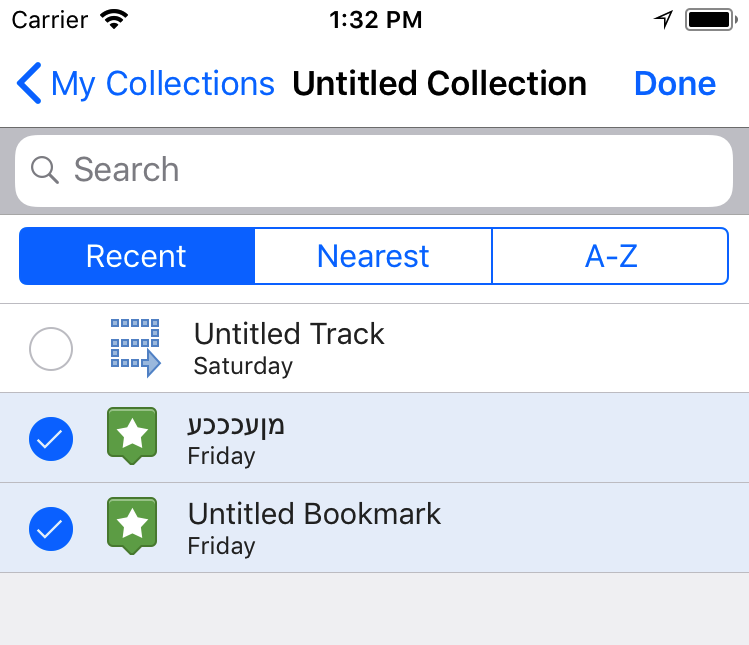 Carrier 1:32 PM
My Collections Untitled Collection Done
Search
Recent Nearest A-Z
Untitled Track
Saturday
מןעכככע
Friday
Untitled Bookmark
Friday